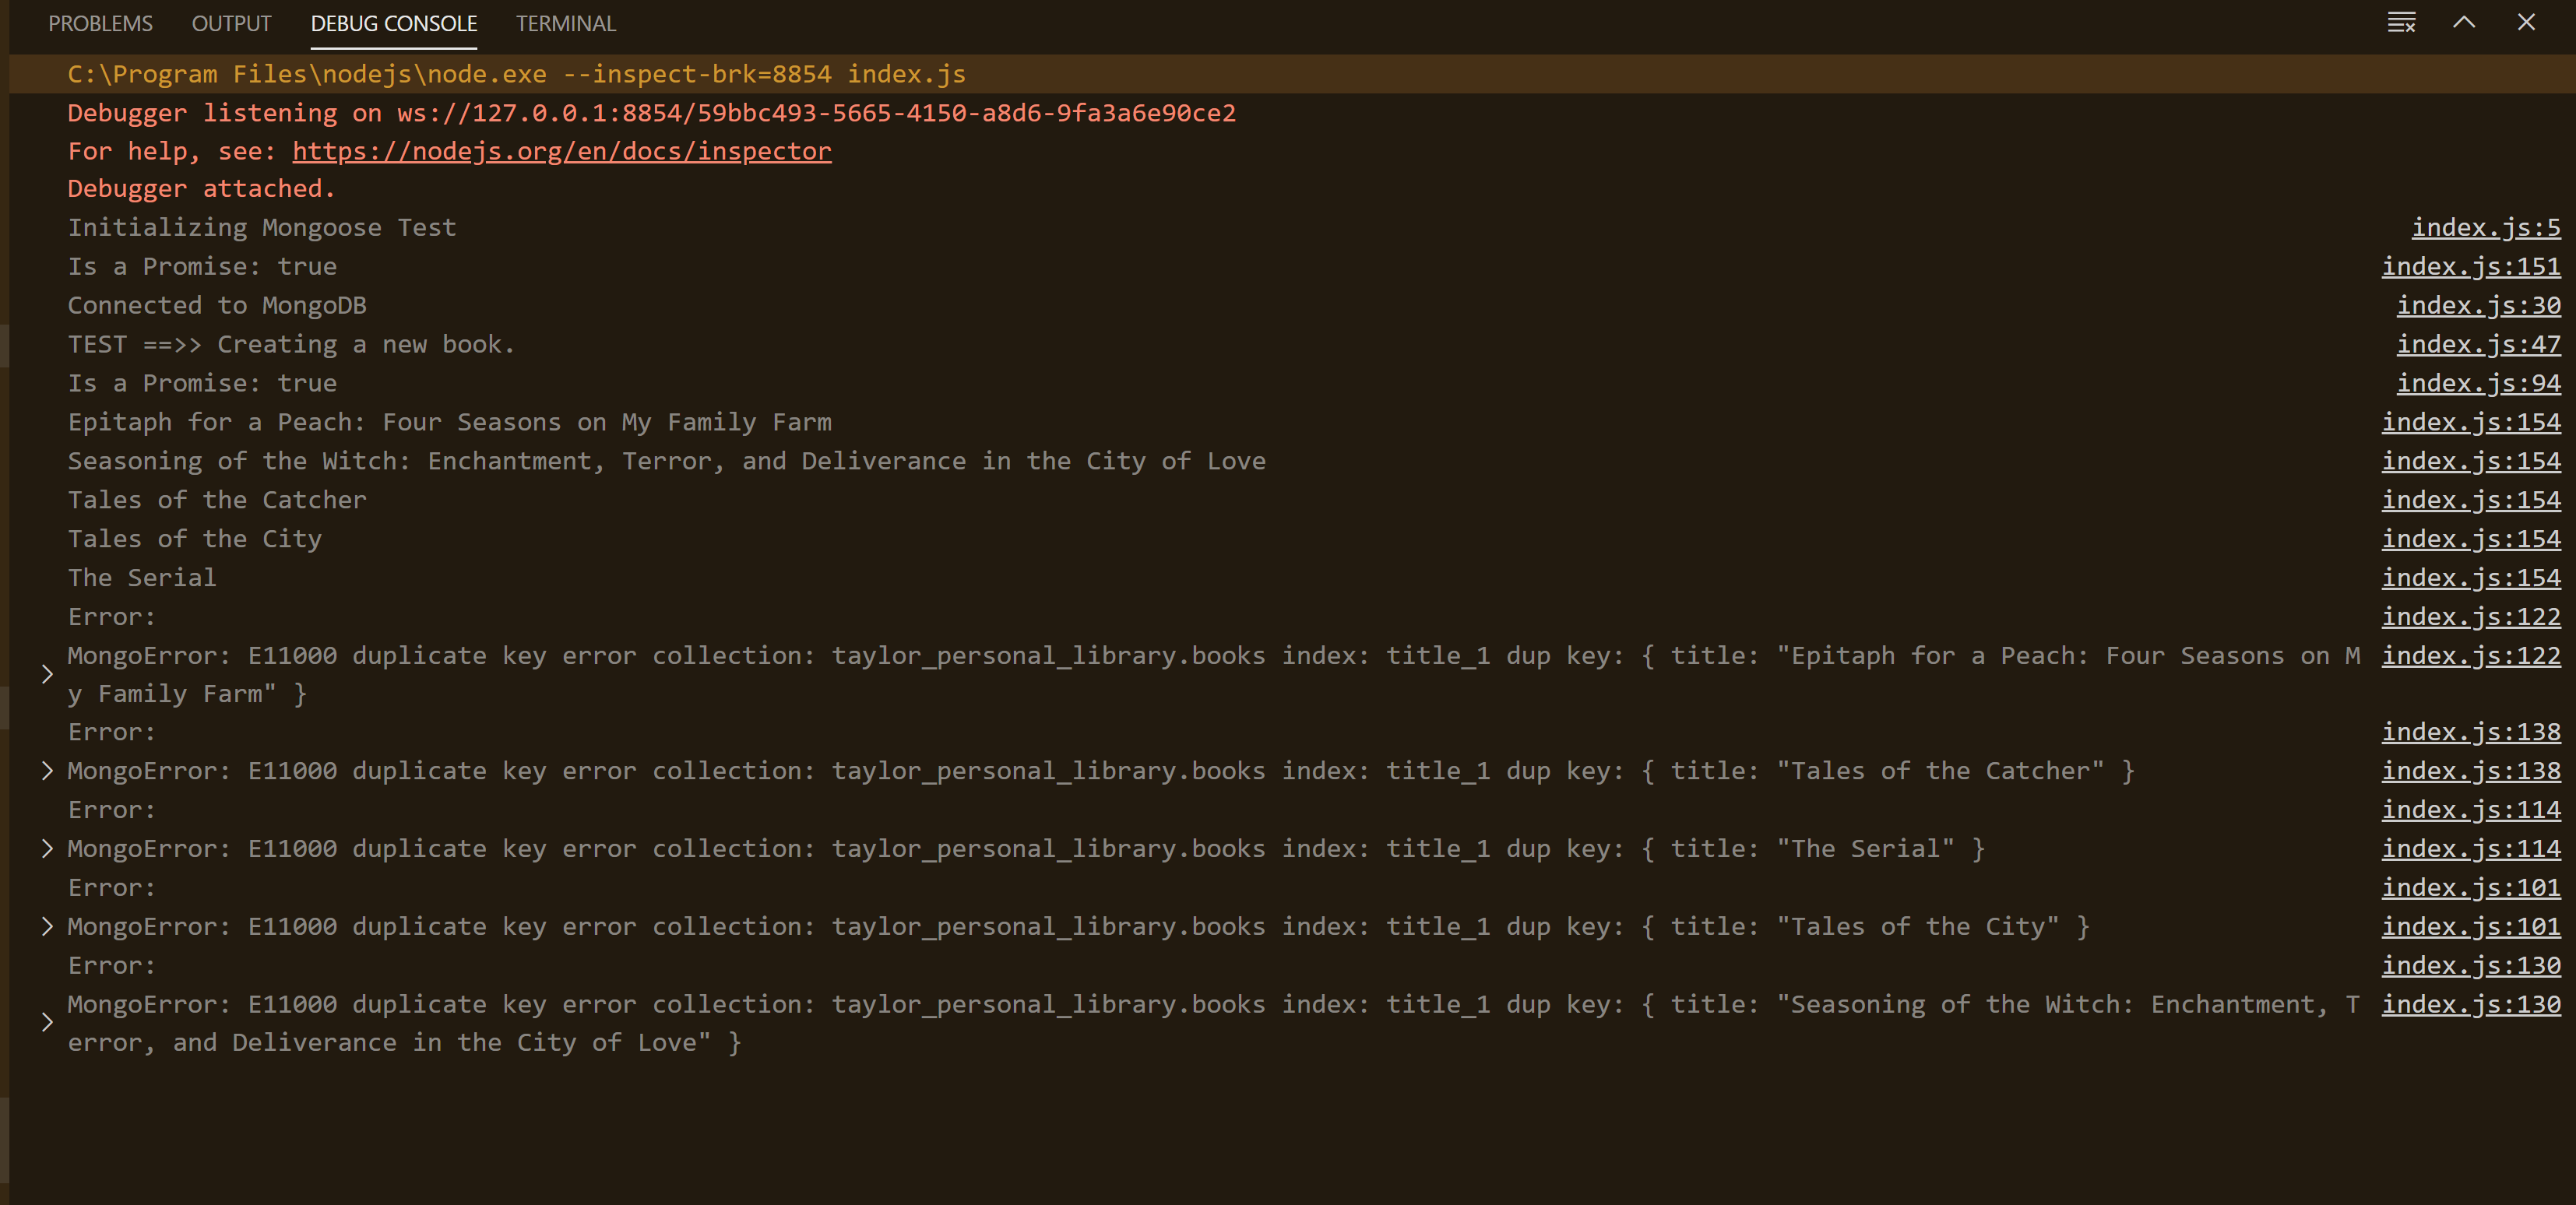 PROBLEMS OUTPUT DEBUG CONSOLE TERMINAL
C:\Program Files\nodejs\node.exe --inspect-brk=8854 index.js
Debugger listening on ws://127.0.0.1:8854/59bbc493-5665-4150-a8d6-9fa3a6e90ce2
For help, see: https://nodejs.org/en/docs/inspector
Debugger attached.
Initializing Mongoose Test index.js:5
Is a Promise: true index.js:151
Connected to MongoDB index.js:30
TEST ==>> Creating a new book. index.js:47
Is a Promise: true index.js:94
Epitaph for a Peach: Four Seasons on My Family Farm index.js:154
Seasoning of the Witch: Enchantment, Terror, and Deliverance in the City of Love index.js:154
Tales of the Catcher index.js:154
Tales of the City index.js:154
The Serial index.js:154
Error: index.js:122
MongoError: E11000 duplicate key error collection: taylor_personal_library.books index: title_1 dup key: { title: "Epitaph for a Peach: Four Seasons on M index.js:122
y Family Farm" }
Error: index.js:138
MongoError: E11000 duplicate key error collection: taylor_personal_library.books index: title_1 dup key: { title: "Tales of the Catcher" } index.js:138
Error: index.js:114
MongoError: E11000 duplicate key error collection: taylor_personal_library.books index: title_1 dup key: { title: "The Serial" } index.js:114
Error: index.js:101
MongoError: E11000 duplicate key error collection: taylor_personal_library.books index: title_1 dup key: { title: "Tales of the City" } index.js:101
Error: index.js:130
MongoError: E11000 duplicate key error collection: taylor_personal_library.books index: title_1 dup key: { title: "Seasoning of the Witch: Enchantment, T index.js:130
error, and Deliverance in the City of Love" }